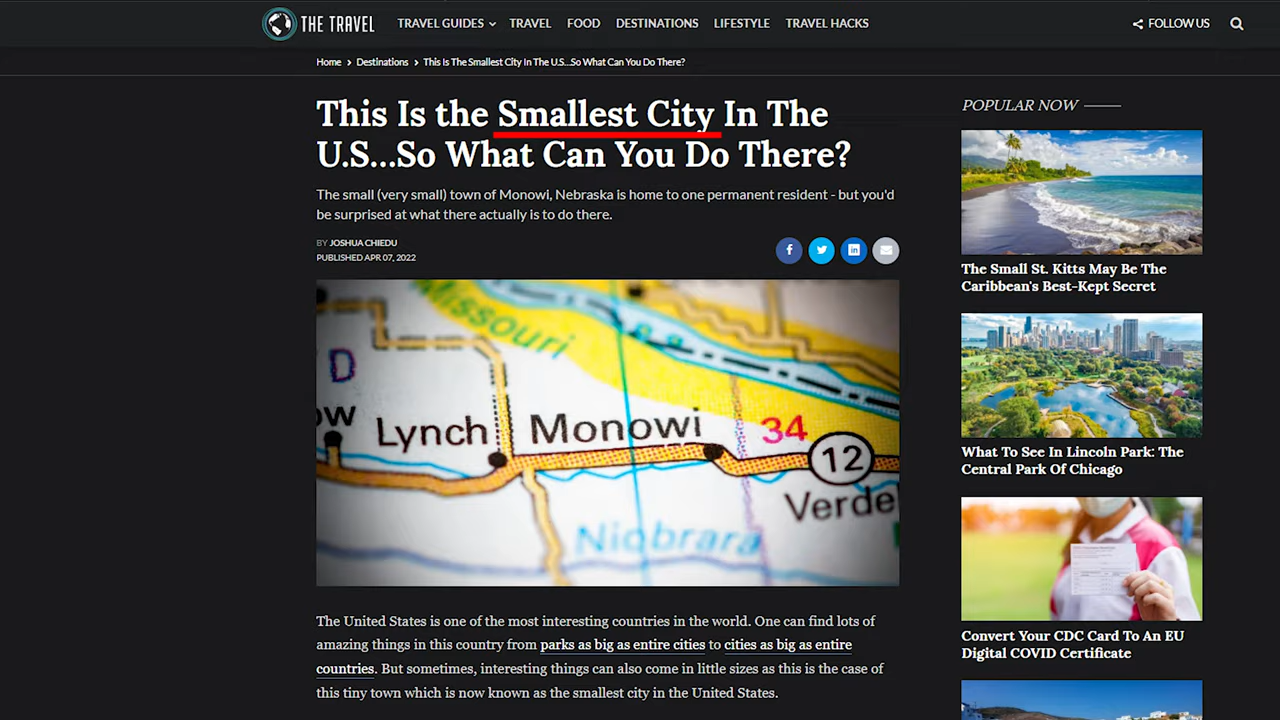 THE TRAVEL
TRAVEL GUIDES
TRAVEL
FOOD
DESTINATIONS
LIFESTYLE
TRAVEL HACKS
FOLLOW US
Home > Destinations > This Is The Smallest City In The U.S...So What Can You Do There?
This Is the Smallest City In The
U.S...So What Can You Do There?
The small (very small) town of Monowi, Nebraska is home to one permanent resident - but you'd
be surprised at what there actually is to do there.
BY JOSHUA CHIEDU
PUBLISHED APR 07, 2022
Missouri
D
ow
Lynch
Monowi
34
12
Verde
Niobrara
The United States is one of the most interesting countries in the world. One can find lots of
amazing things in this country from parks as big as entire cities to cities as big as entire
countries. But sometimes, interesting things can also come in little sizes as this is the case of
this tiny town which is now known as the smallest city in the United States.
POPULAR NOW
The Small St. Kitts May Be The
Caribbean's Best-Kept Secret
What To See In Lincoln Park: The
Central Park Of Chicago
Convert Your CDC Card To An EU
Digital COVID Certificate